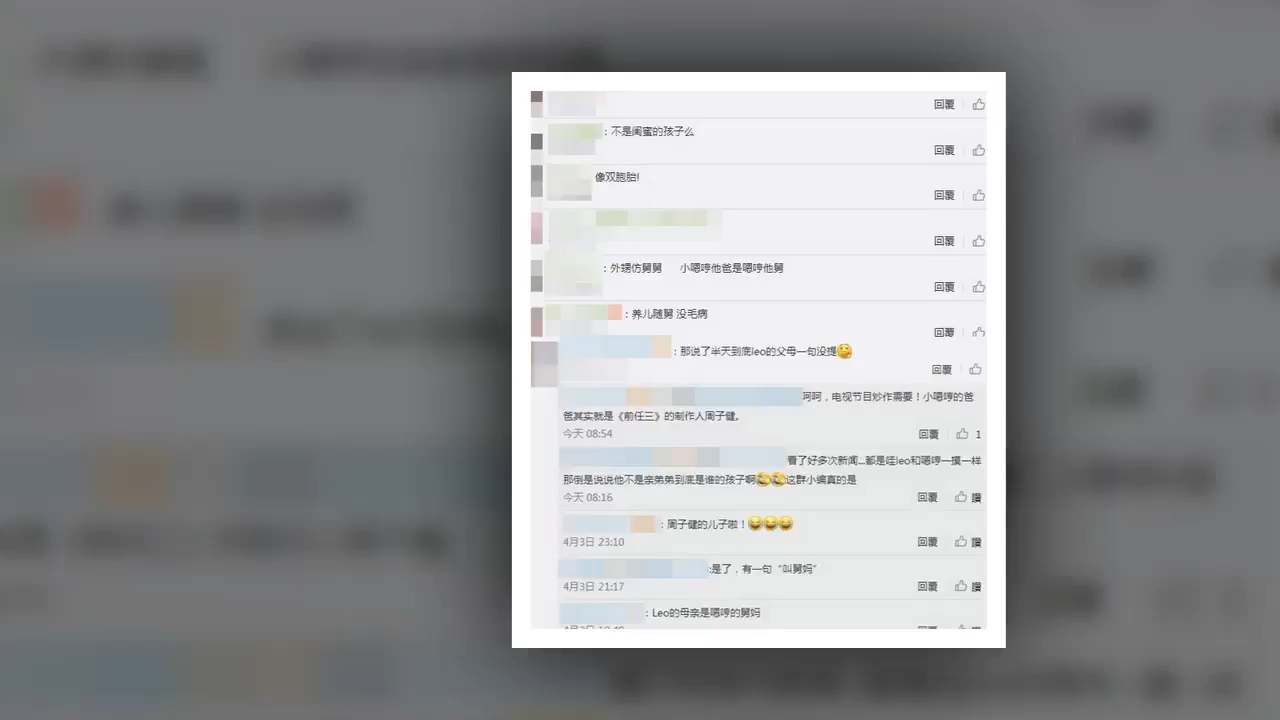 回覆
：不是闺蜜的孩子么
回覆
像双胞胎!
回覆
回覆
：外甥仿舅舅 小嗯哼他爸是嗯哼他舅
回覆
：养儿随舅 没毛病
回覆
：那说了半天到底leo的父母一句没提
回覆
呵呵，电视节目炒作需要！小嗯哼的爸
爸其实就是《前任三》的制作人周子健。
今天 08:54 回覆 1
看了好多次新闻...都是哇leo和嗯哼一摸一样
那倒是说说他不是亲弟弟到底是谁的孩子啊 这群小编真的是
今天 08:16 回覆 讚
：周子健的儿子啦！
4月3日 23:10 回覆 讚
:是了，有一句“叫舅妈”
4月3日 21:17 回覆 讚
：Leo的母亲是嗯哼的舅妈